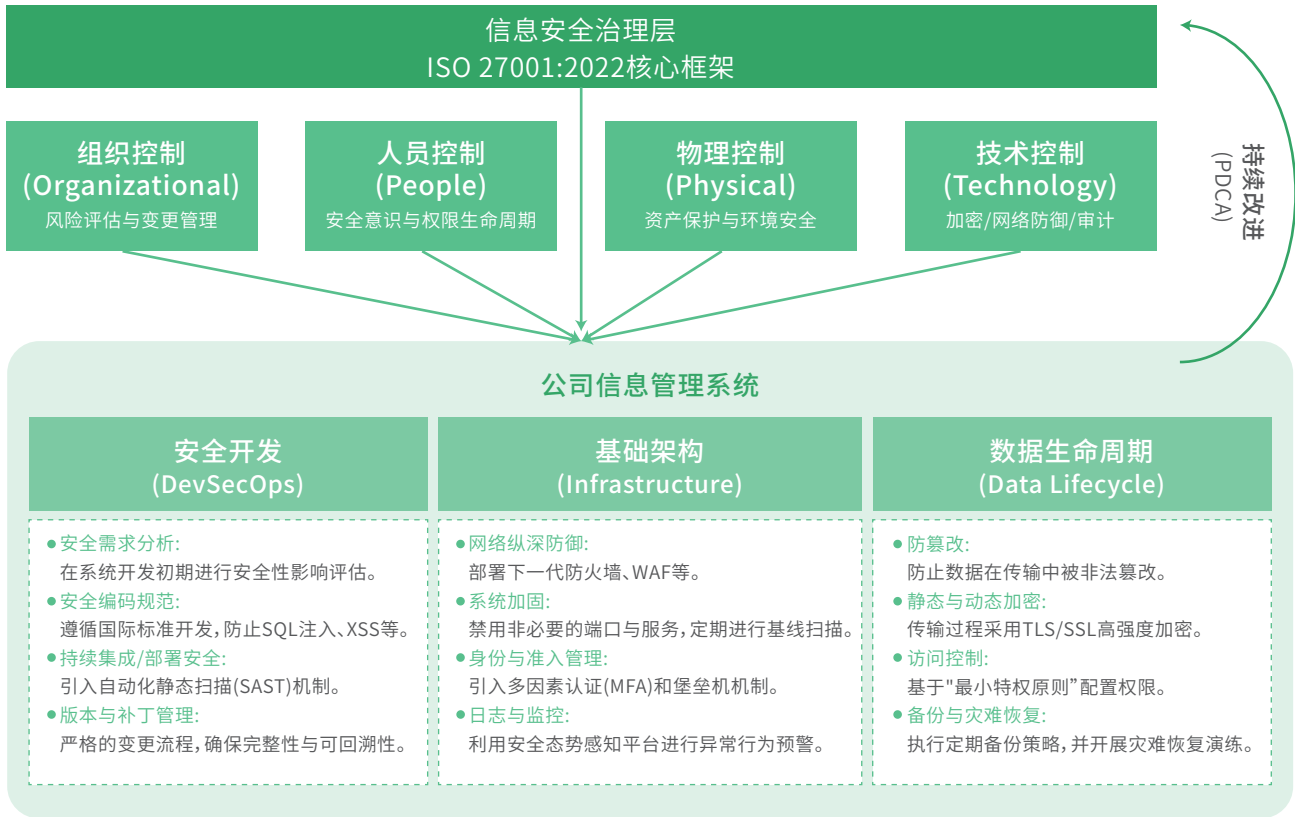 信息安全治理层
ISO 27001:2022核心框架
组织控制
(Organizational)
风险评估与变更管理
人员控制
(People)
安全意识与权限生命周期
物理控制
(Physical)
资产保护与环境安全
技术控制
(Technology)
加密/网络防御/审计
持续改进
(PDCA)
公司信息管理系统
安全开发
(DevSecOps)
●安全需求分析:
在系统开发初期进行安全性影响评估。
●安全编码规范:
遵循国际标准开发,防止SQL注入、XSS等。
●持续集成/部署安全:
引入自动化静态扫描(SAST)机制。
●版本与补丁管理:
严格的变更流程,确保完整性与可回溯性。
基础架构
(Infrastructure)
●网络纵深防御:
部署下一代防火墙、WAF等。
●系统加固:
禁用非必要的端口与服务,定期进行基线扫描。
●身份与准入管理:
引入多因素认证(MFA)和堡垒机机制。
●日志与监控:
利用安全态势感知平台进行异常行为预警。
数据生命周期
(Data Lifecycle)
●防篡改:
防止数据在传输中被非法篡改。
●静态与动态加密:
传输过程采用TLS/SSL高强度加密。
●访问控制:
基于"最小特权原则”配置权限。
●备份与灾难恢复:
执行定期备份策略,并开展灾难恢复演练。